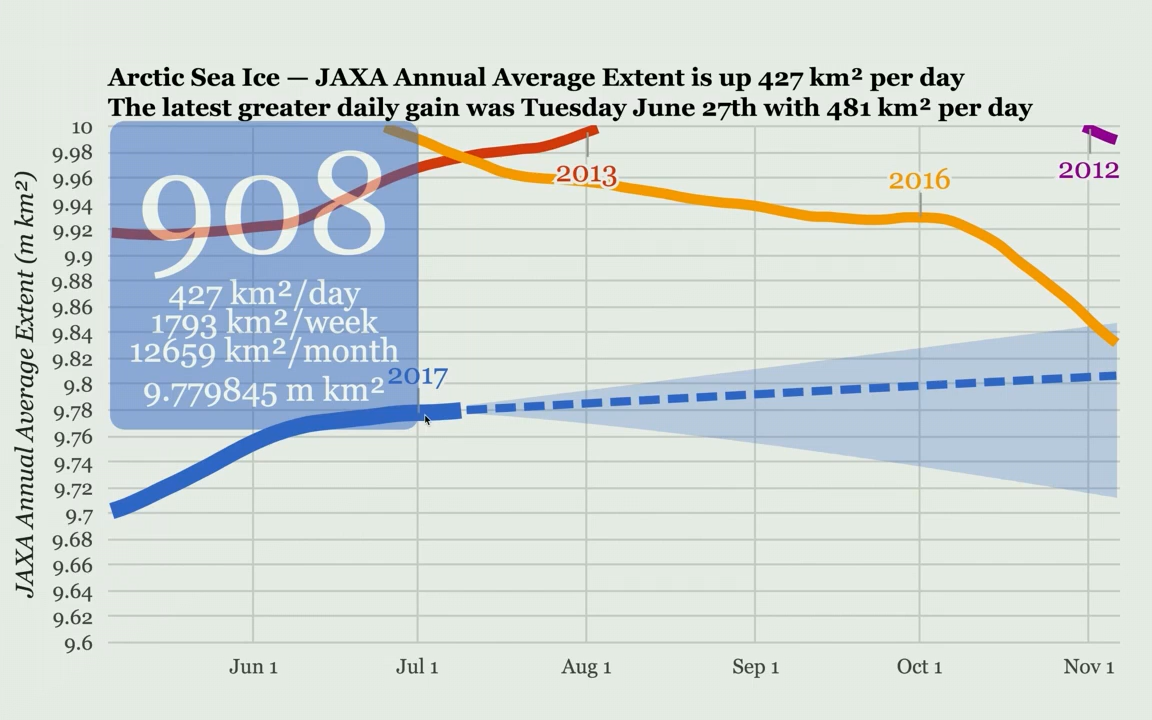 Arctic Sea Ice — JAXA Annual Average Extent is up 427 km² per day
The latest greater daily gain was Tuesday June 27th with 481 km² per day
JAXA Annual Average Extent (m km²)
10
9.98
9.96
9.94
9.92
9.9
9.88
9.86
9.84
9.82
9.8
9.78
9.76
9.74
9.72
9.7
9.68
9.66
9.64
9.62
9.6
908
427 km²/day
1793 km²/week
12659 km²/month
9.779845 m km²
2017
2013
2016
2012
Jun 1
Jul 1
Aug 1
Sep 1
Oct 1
Nov 1